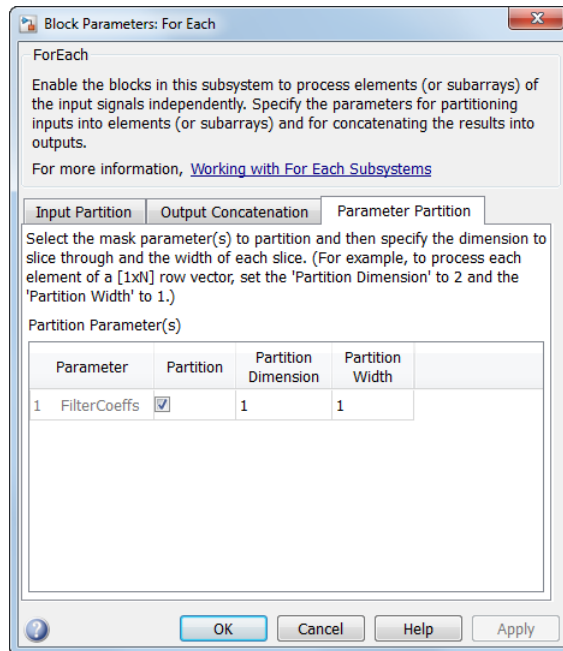 Block Parameters: For Each
X
ForEach
Enable the blocks in this subsystem to process elements (or subarrays) of
the input signals independently. Specify the parameters for partitioning
inputs into elements (or subarrays) and for concatenating the results into
outputs.
For more information, Working with For Each Subsystems
Input Partition Output Concatenation Parameter Partition
Select the mask parameter(s) to partition and then specify the dimension to
slice through and the width of each slice. (For example, to process each
element of a [1xN] row vector, set the 'Partition Dimension' to 2 and the
'Partition Width' to 1.)
Partition Parameter(s)
Parameter Partition Partition Dimension Partition Width
1 FilterCoeffs 1 1
? OK Cancel Help Apply